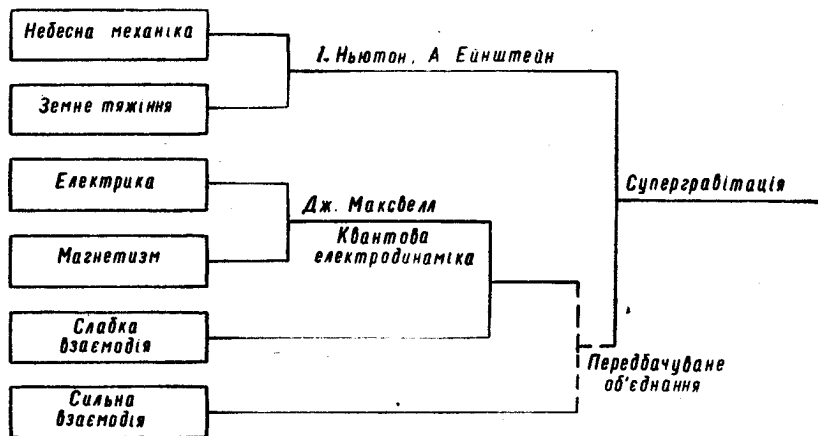 Небесна механіка
І. Ньютон, А Ейнштейн
Земне тяжіння
Електрика
Супергравітація
Дж. Максвелл
Квантова
електродинаміка
Магнетизм
Слабка
взаємодія
Передбачуване
об'єднання
Сильна
взаємодія